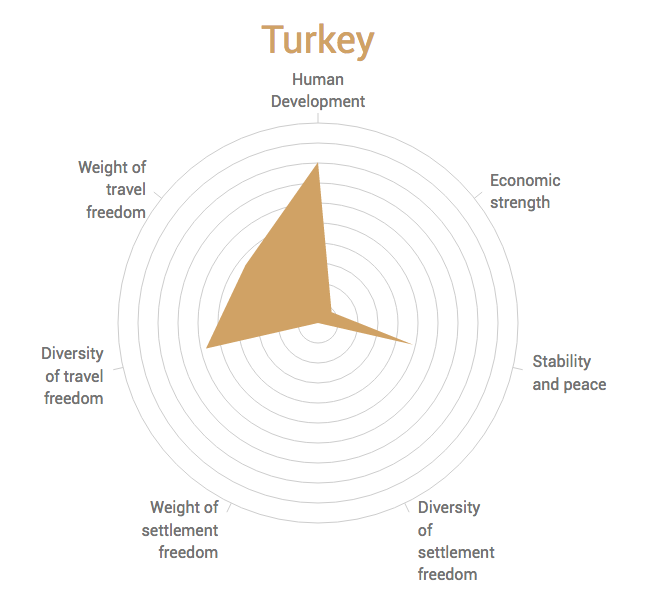 Turkey
Human
Development
Weight of
travel
freedom
Economic
strength
Diversity
of travel
freedom
Stability
and peace
Weight of
settlement
freedom
Diversity
of
settlement
freedom